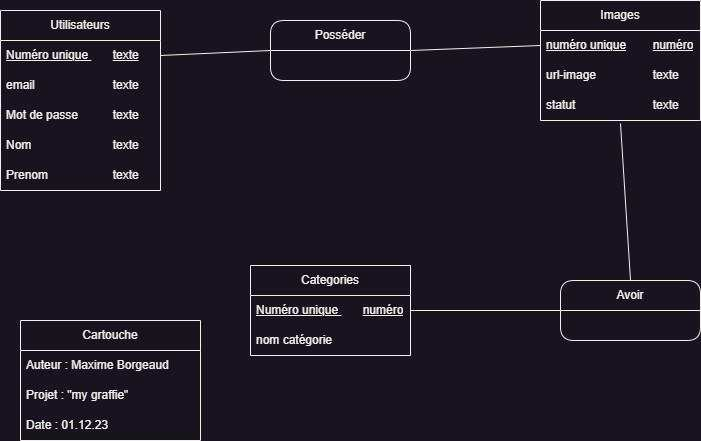 Utilisateurs
Numéro unique texte
email texte
Mot de passe texte
Nom texte
Prenom texte
Posséder
Images
numéro unique numéro
url-image texte
statut texte
Categories
Numéro unique numéro
nom catégorie
Avoir
Cartouche
Auteur : Maxime Borgeaud
Projet : "my graffie"
Date : 01.12.23